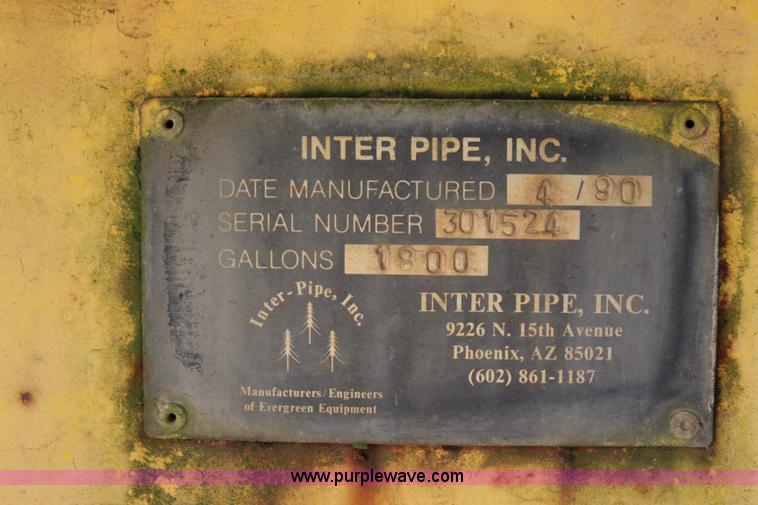 INTER PIPE, INC.
DATE MANUFACTURED 4 / 90
SERIAL NUMBER 301524
GALLONS 1800
Inter-Pipe, Inc.
Manufacturers/Engineers
of Evergreen Equipment
INTER PIPE, INC.
9226 N. 15th Avenue
Phoenix, AZ 85021
(602) 861-1187
www.purplewave.com